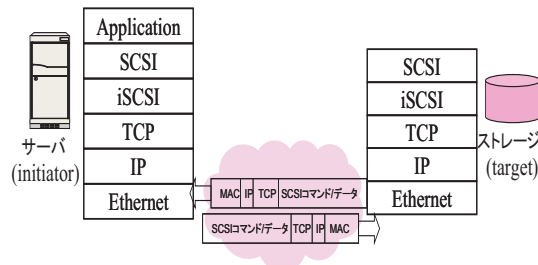 Application
SCSI
iSCSI
TCP
IP
Ethernet
サーバ
(initiator)
SCSI
iSCSI
TCP
IP
Ethernet
ストレージ
(target)
MAC IP TCP SCSIコマンド/データ
SCSIコマンド/データ TCP IP MAC